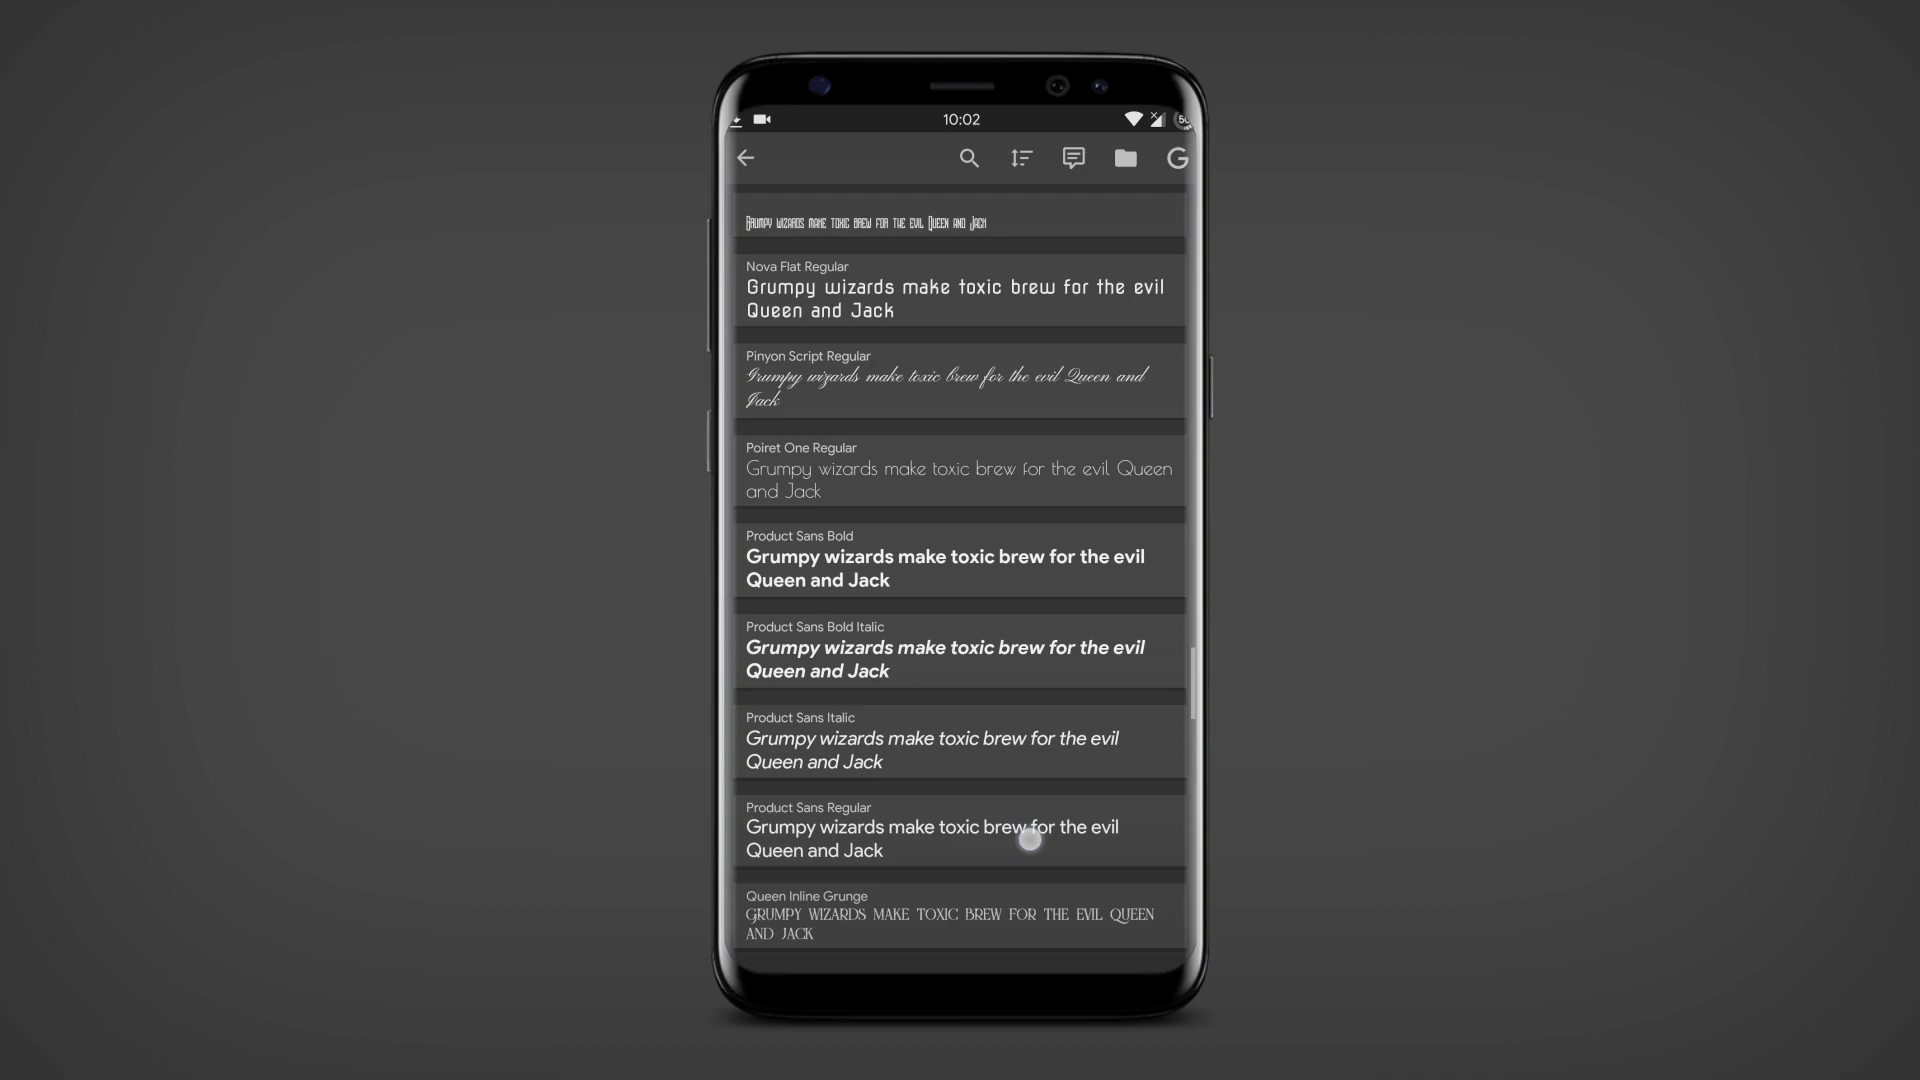 10:02
50
G
Grumpy wizards make toxic brew for the evil Queen and Jack
Nova Flat Regular
Grumpy wizards make toxic brew for the evil
Queen and Jack
Pinyon Script Regular
Grumpy wizards make toxic brew for the evil Queen and
Jack
Poiret One Regular
Grumpy wizards make toxic brew for the evil Queen
and Jack
Product Sans Bold
Grumpy wizards make toxic brew for the evil
Queen and Jack
Product Sans Bold Italic
Grumpy wizards make toxic brew for the evil
Queen and Jack
Product Sans Italic
Grumpy wizards make toxic brew for the evil
Queen and Jack
Product Sans Regular
Grumpy wizards make toxic brew for the evil
Queen and Jack
Queen Inline Grunge
GRUMPY WIZARDS MAKE TOXIC BREW FOR THE EVIL QUEEN
AND JACK